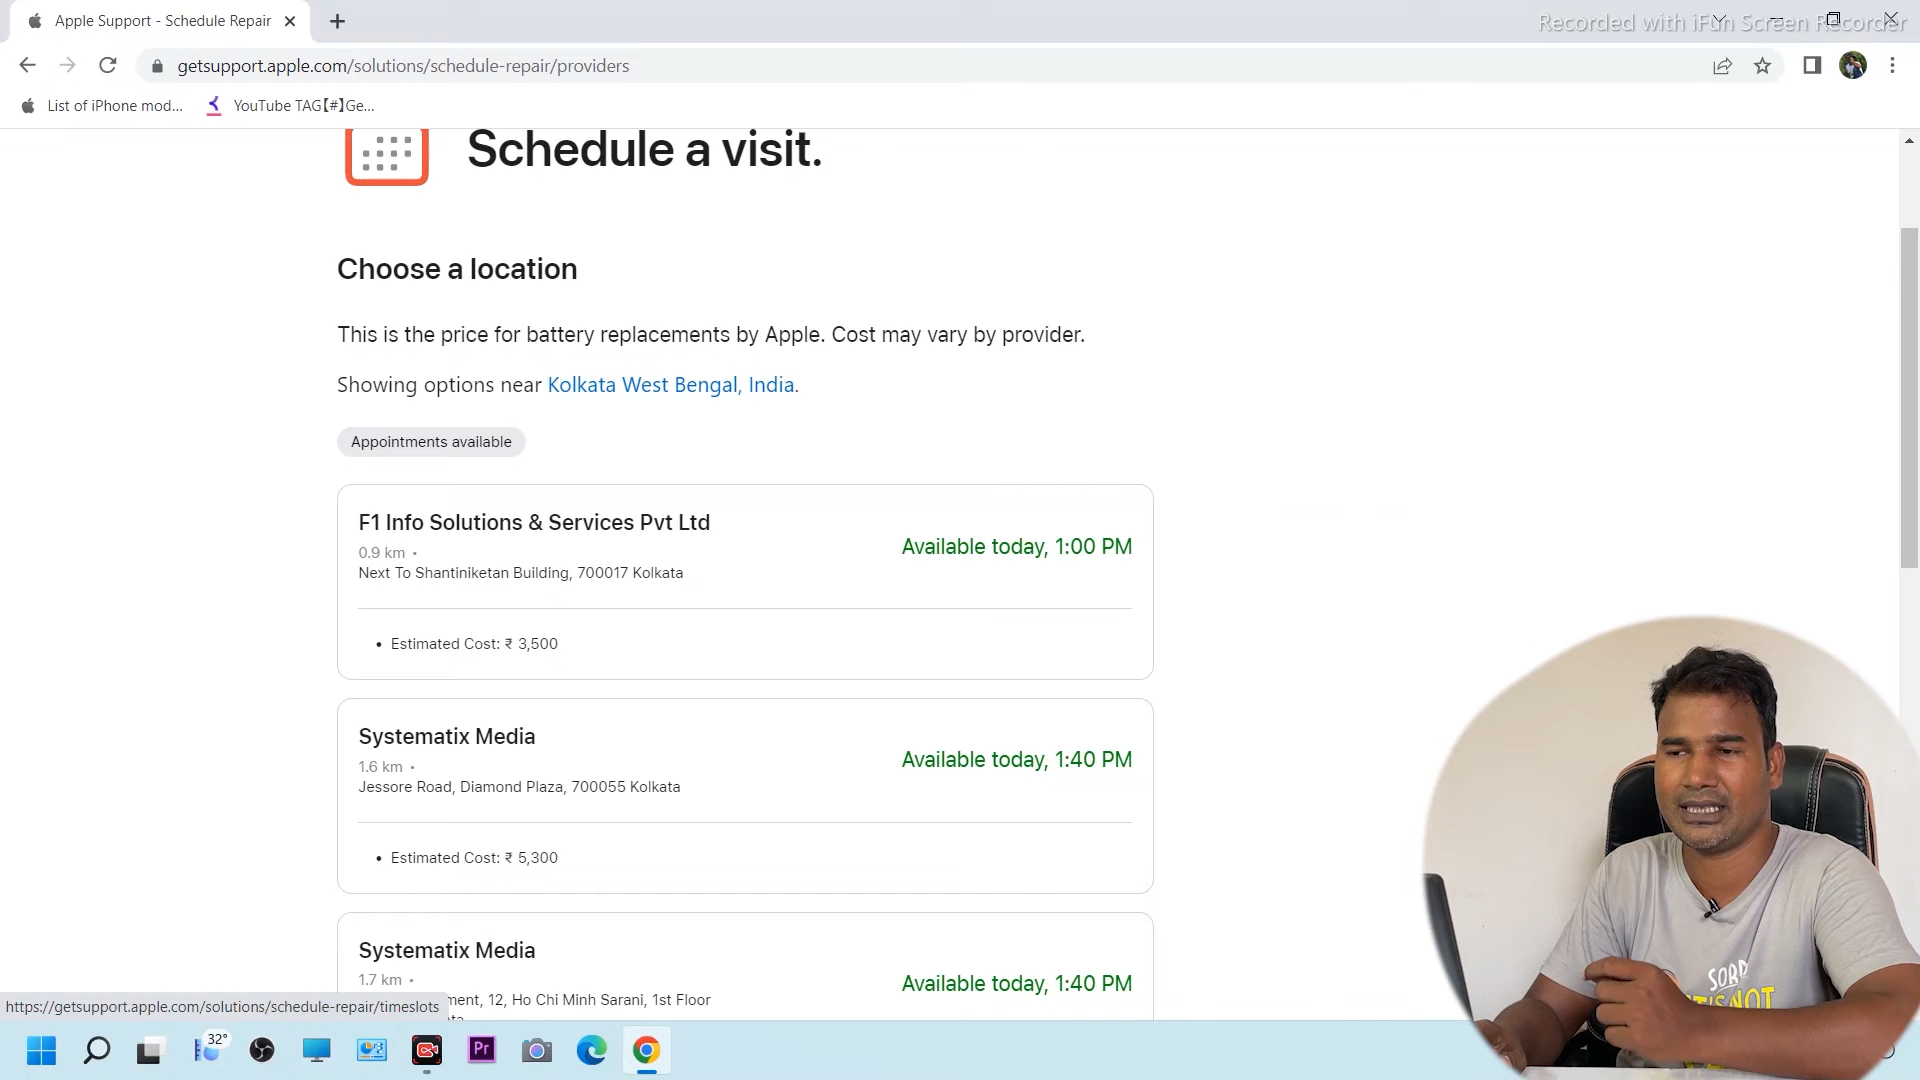 Apple Support - Schedule Repair
Recorded with iFun Screen Recorder
getsupport.apple.com/solutions/schedule-repair/providers
List of iPhone mod...
YouTube TAG【#】Ge...
Schedule a visit.
Choose a location
This is the price for battery replacements by Apple. Cost may vary by provider.
Showing options near Kolkata West Bengal, India.
Appointments available
F1 Info Solutions & Services Pvt Ltd
0.9 km •
Next To Shantiniketan Building, 700017 Kolkata
Available today, 1:00 PM
• Estimated Cost: ₹ 3,500
Systematix Media
1.6 km •
Jessore Road, Diamond Plaza, 700055 Kolkata
Available today, 1:40 PM
• Estimated Cost: ₹ 5,300
Systematix Media
1.7 km •
ment, 12, Ho Chi Minh Sarani, 1st Floor
Available today, 1:40 PM
https://getsupport.apple.com/solutions/schedule-repair/timeslots
32°
Pr
NOT